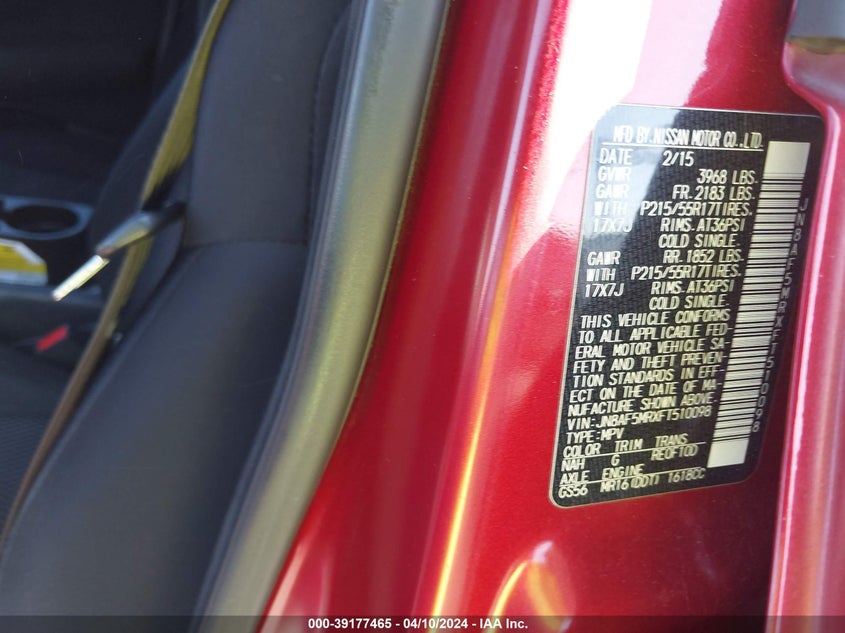 MFD BY.NISSAN MOTOR CO.,LTD.
DATE 2/15
GVWR 3968 LBS.
GAWR FR.2183 LBS.
WITH P215/55R17TIRES.
17X7J RIMS.AT36PSI
COLD SINGLE.
GAWR RR.1852 LBS.
WITH P215/55R17TIRES.
17X7J RIMS.AT36PSI
COLD SINGLE.
THIS VEHICLE CONFORMS
TO ALL APPLICABLE FED-
ERAL MOTOR VEHICLE SA-
FETY AND THEFT PREVEN-
TION STANDARDS IN EFF-
ECT ON THE DATE OF MA-
NUFACTURE SHOWN ABOVE.
VIN:JN8AF5MRXFT510098
TYPE:MPV
COLOR TRIM TRANS
NAH G RE0F10D
AXLE ENGINE
GS56 MR16(DDT) 1618CC
JN8AF5MRXFT510098
000-39177465 - 04/10/2024 - IAA Inc.